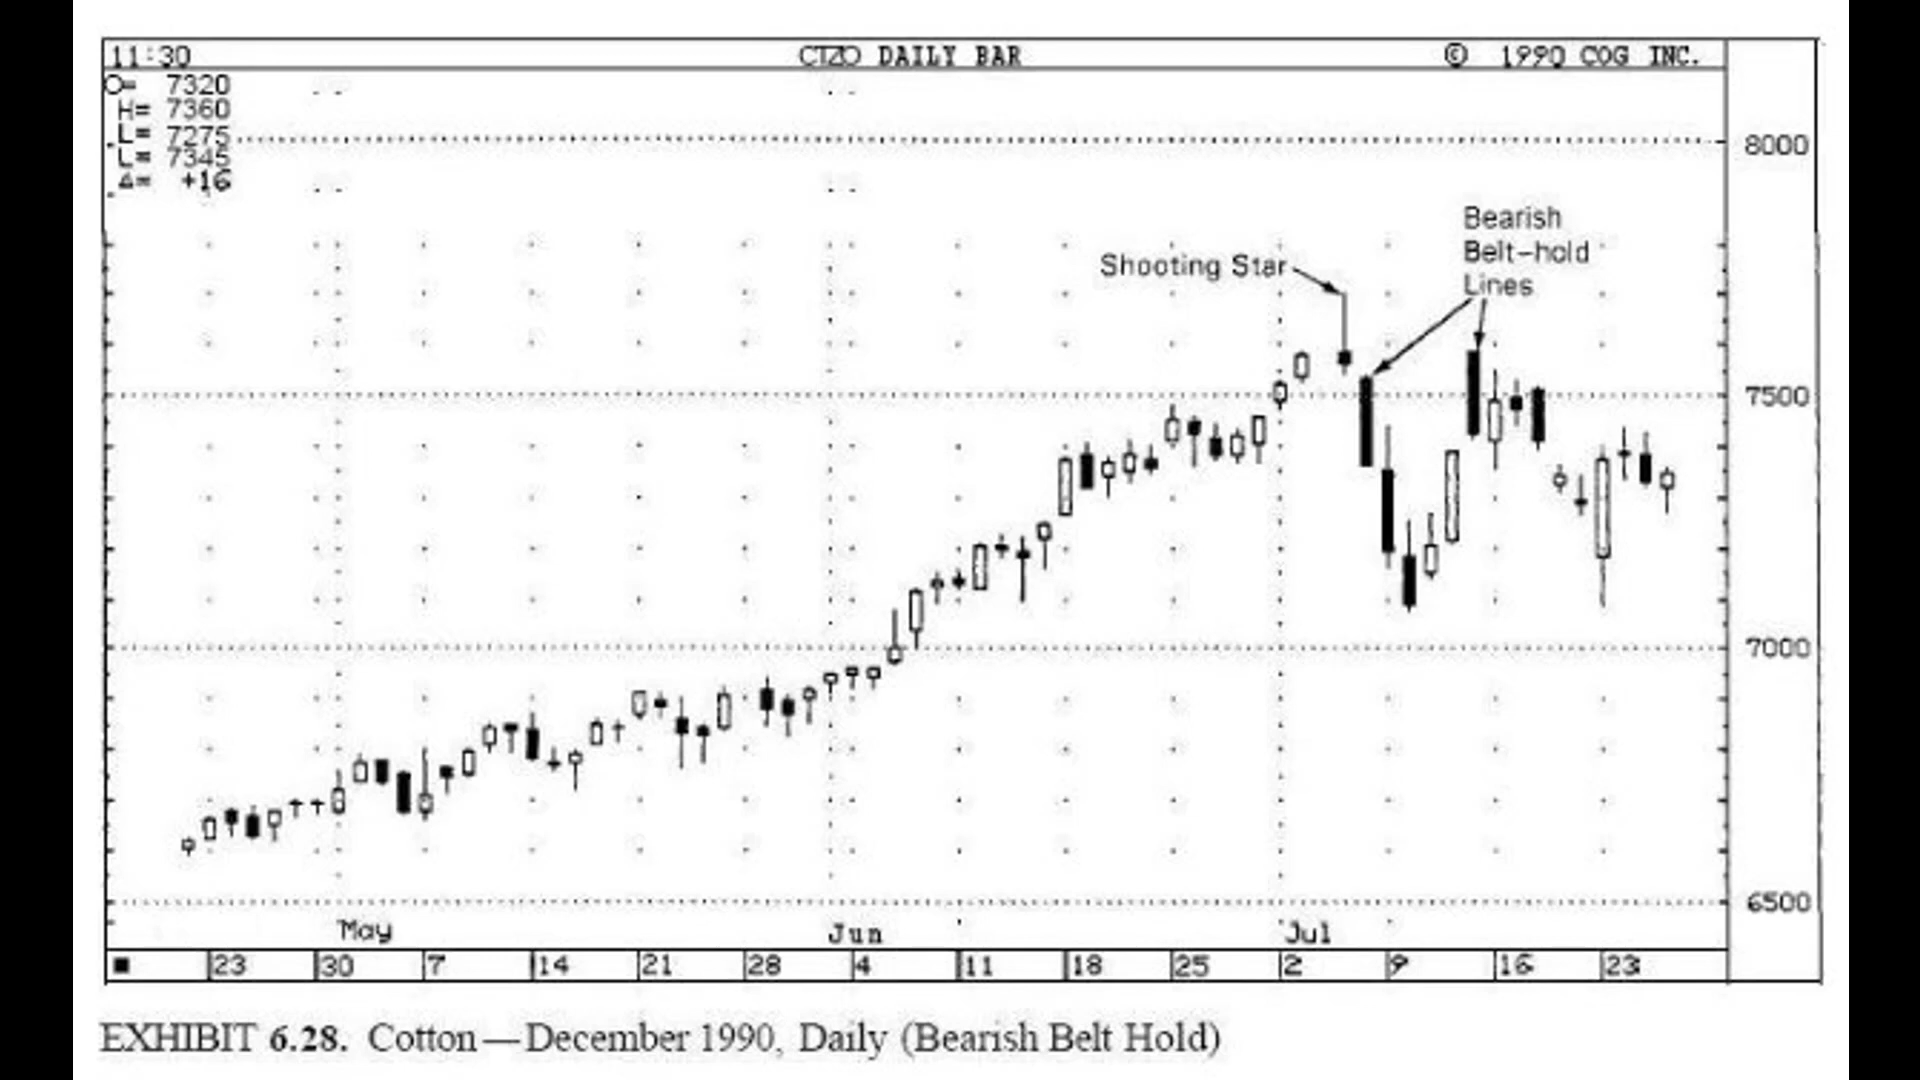 11:30 CTZO DAILY BAR © 1990 COG INC.
O= 7320
H= 7360
L= 7275
L= 7345
Δ= +16
8000
Bearish
Belt-hold
Lines
Shooting Star
7500
7000
6500
May Jun Jul
23 30 7 14 21 28 4 11 18 25 2 9 16 23
EXHIBIT 6.28. Cotton—December 1990, Daily (Bearish Belt Hold)